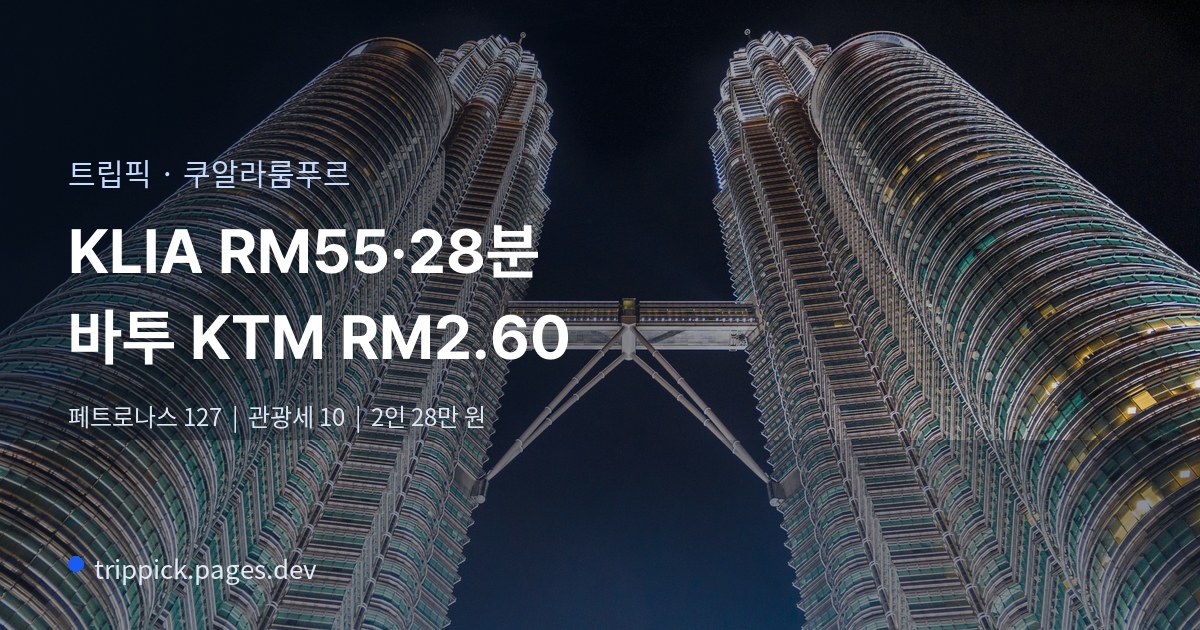 트립픽 · 쿠알라룸푸르
KLIA RM55·28분
바투 KTM RM2.60
페트로나스 127 | 관광세 10 | 2인 28만 원
trippick.pages.dev